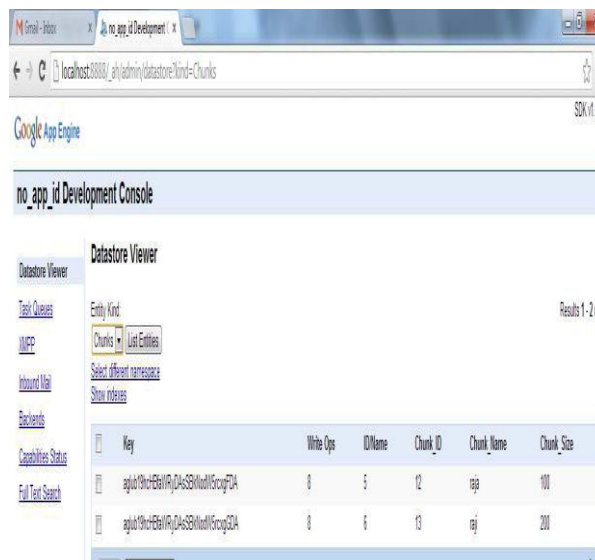 Gmail - Inbox x no_app_id Development C x
localhost:8888/_ah/admin/datastore?kind=Chunks
SDK v1.
Google App Engine
no_app_id Development Console
Datastore Viewer
Task Queues
XMPP
Inbound Mail
Backends
Capabilities Status
Full Text Search
Datastore Viewer
Entity Kind:
Results 1 - 2
Chunks List Entities
Select different namespace
Show indexes
Key Write Ops ID/Name Chunk_ID Chunk_Name Chunk_Size
8 5 12 raja 100
8 6 13 raji 200